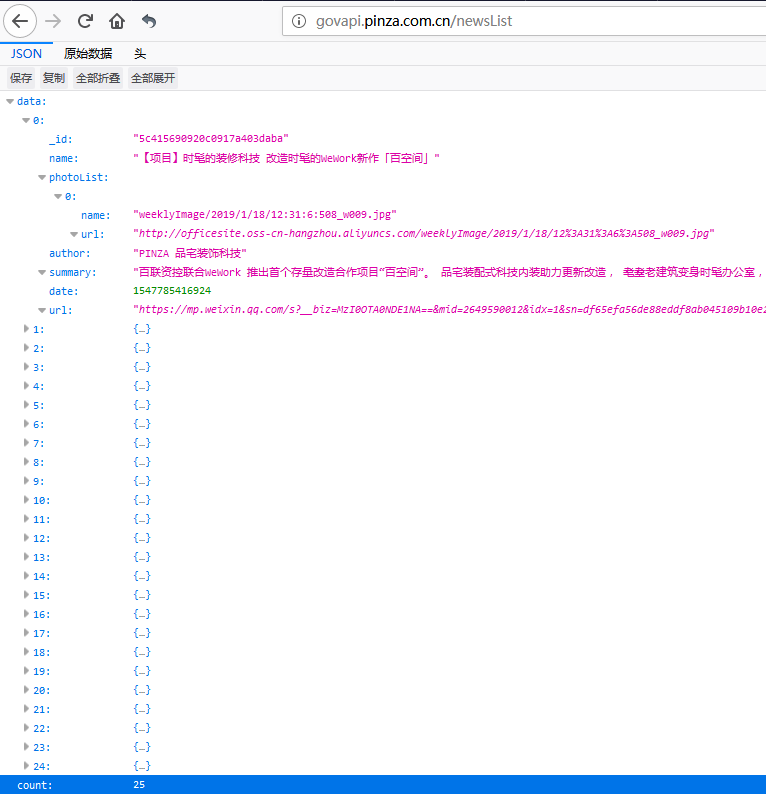 govapi.pinza.com.cn/newsList
JSON 原始数据 头
保存 复制 全部折叠 全部展开
data:
0:
_id: "5c415690920c0917a403daba"
name: "【项目】时髦的装修科技 改造时髦的WeWork新作「百空间」"
photoList:
0:
name: "weeklyImage/2019/1/18/12:31:6:508_w009.jpg"
url: "http://officesite.oss-cn-hangzhou.aliyuncs.com/weeklyImage/2019/1/18/12%3A31%3A6%3A508_w009.jpg"
author: "PINZA 品宅装饰科技"
summary: "百联资控联合WeWork 推出首个存量改造合作项目“百空间”。 品宅装配式科技内装助力更新改造， 耄耋老建筑变身时髦办公室，
date: 1547785416924
url: "https://mp.weixin.qq.com/s?__biz=MzI0OTA0NDE1NA==&mid=2649590012&idx=1&sn=df65efa56de88eddf8ab045109b10e2
1: {…}
2: {…}
3: {…}
4: {…}
5: {…}
6: {…}
7: {…}
8: {…}
9: {…}
10: {…}
11: {…}
12: {…}
13: {…}
14: {…}
15: {…}
16: {…}
17: {…}
18: {…}
19: {…}
20: {…}
21: {…}
22: {…}
23: {…}
24: {…}
count: 25